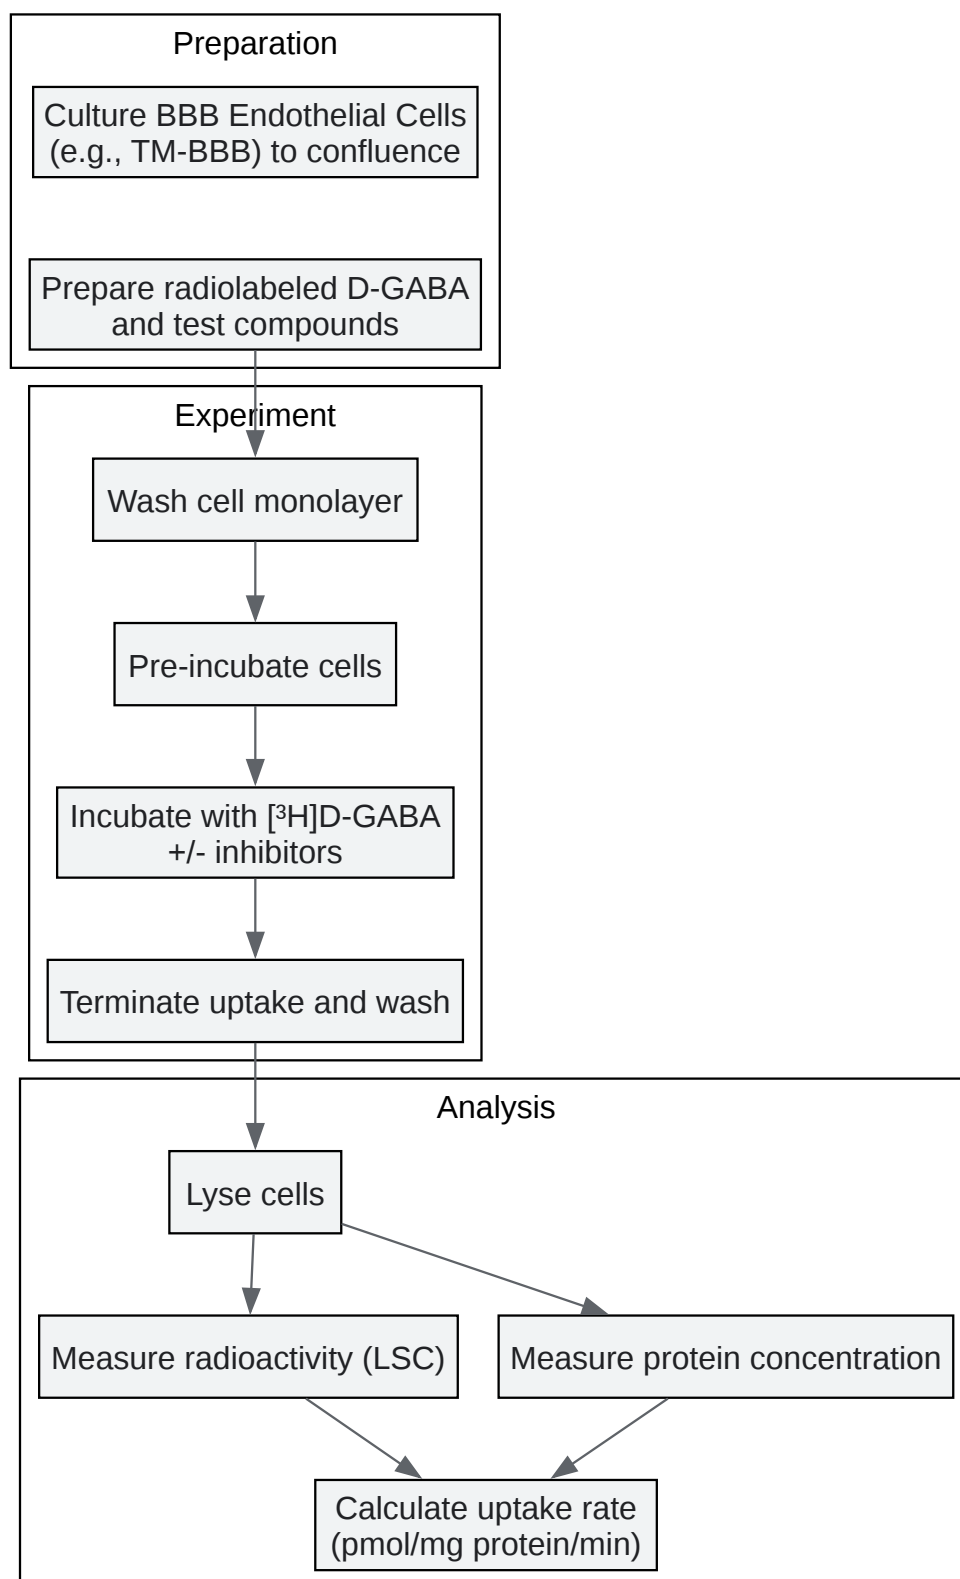 Preparation
Culture BBB Endothelial Cells
(e.g., TM-BBB) to confluence
Prepare radiolabeled D-GABA
and test compounds
Experiment
Wash cell monolayer
Pre-incubate cells
Incubate with [³H]D-GABA
+/- inhibitors
Terminate uptake and wash
Analysis
Lyse cells
Measure radioactivity (LSC)
Measure protein concentration
Calculate uptake rate
(pmol/mg protein/min)